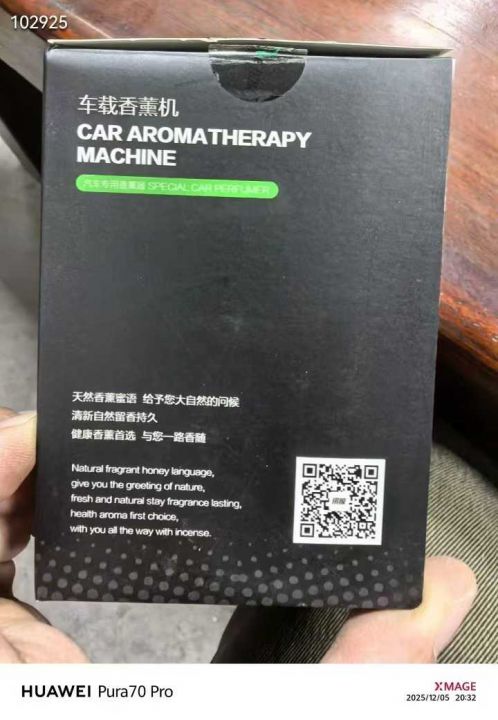 102925
车载香薰机
CAR AROMATHERAPY
MACHINE
汽车专用香薰器 SPECIAL CAR PERFUMER
天然香薰蜜语 给予您大自然的问候
清新自然留香持久
健康香薰首选 与您一路香随
Natural fragrant honey language,
give you the greeting of nature,
fresh and natural stay fragrance lasting,
health aroma first choice,
with you all the way with incense.
HUAWEI Pura70 Pro
XMAGE
2025/12/05 20:32